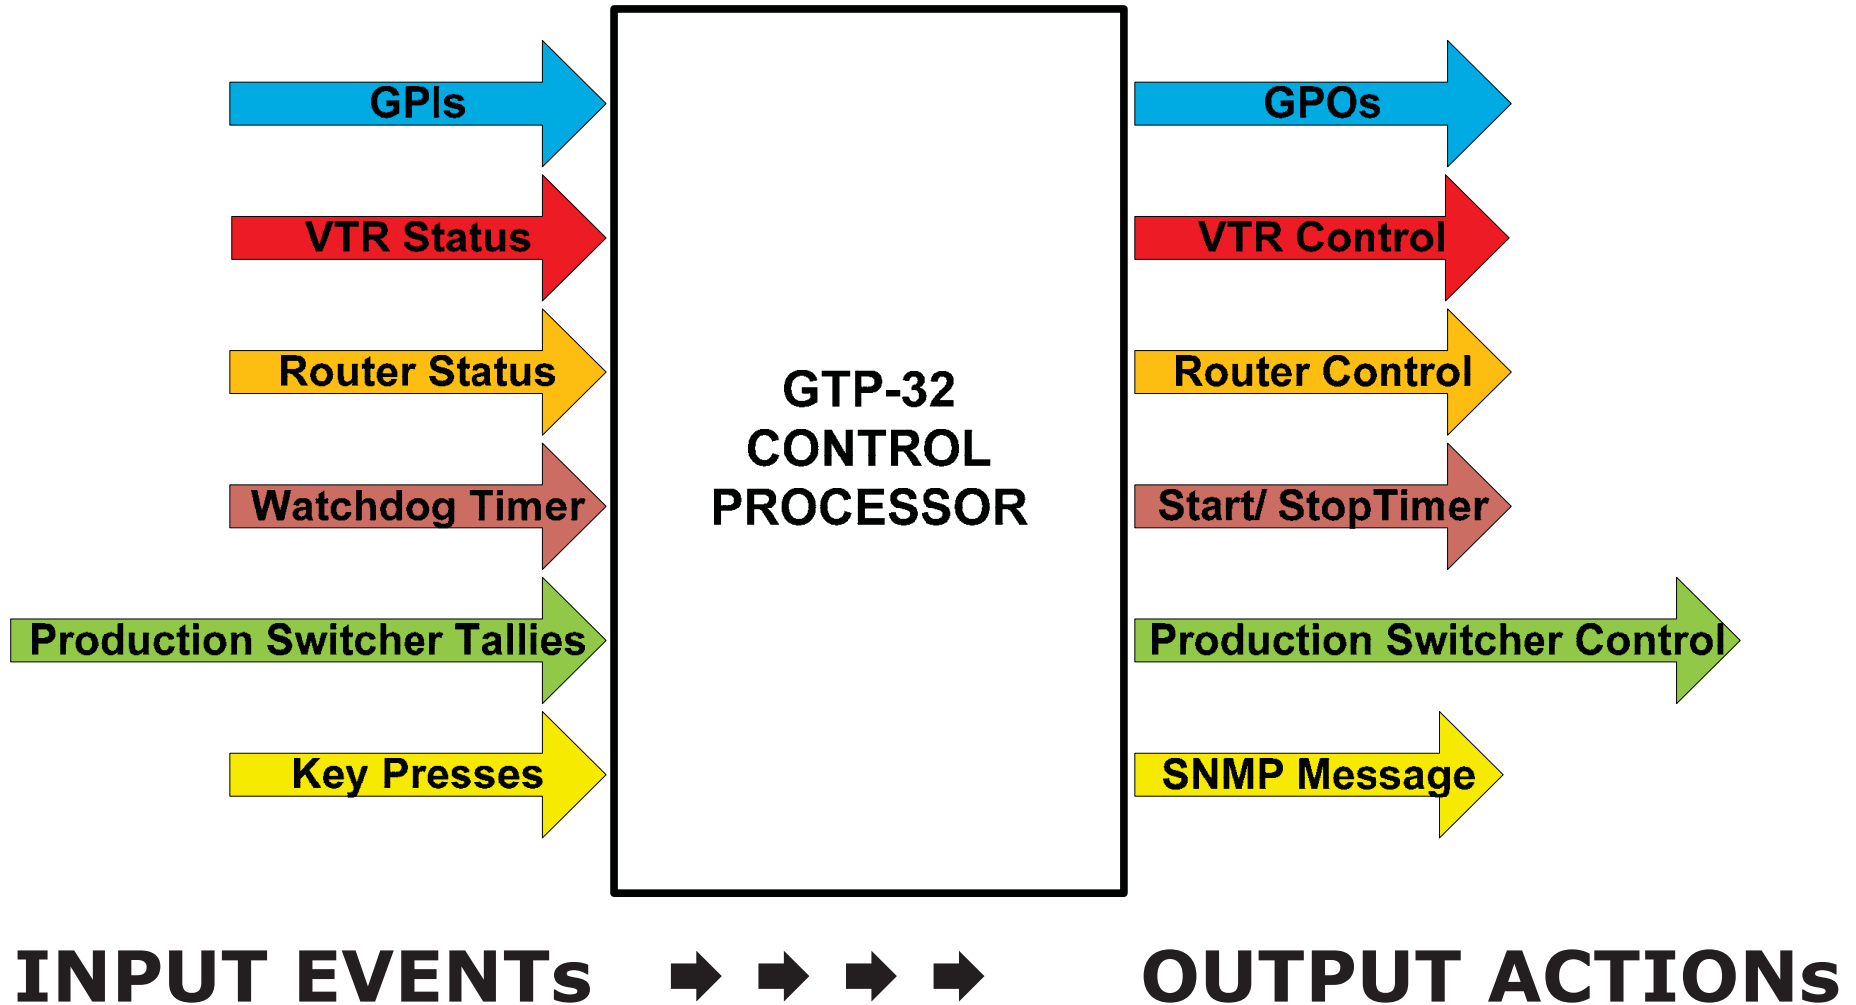 GPIs
GPOs
VTR Status
VTR Control
Router Status
Router Control
GTP-32
CONTROL
PROCESSOR
Watchdog Timer
Start/ StopTimer
Production Switcher Tallies
Production Switcher Control
Key Presses
SNMP Message
INPUT EVENTs
OUTPUT ACTIONs